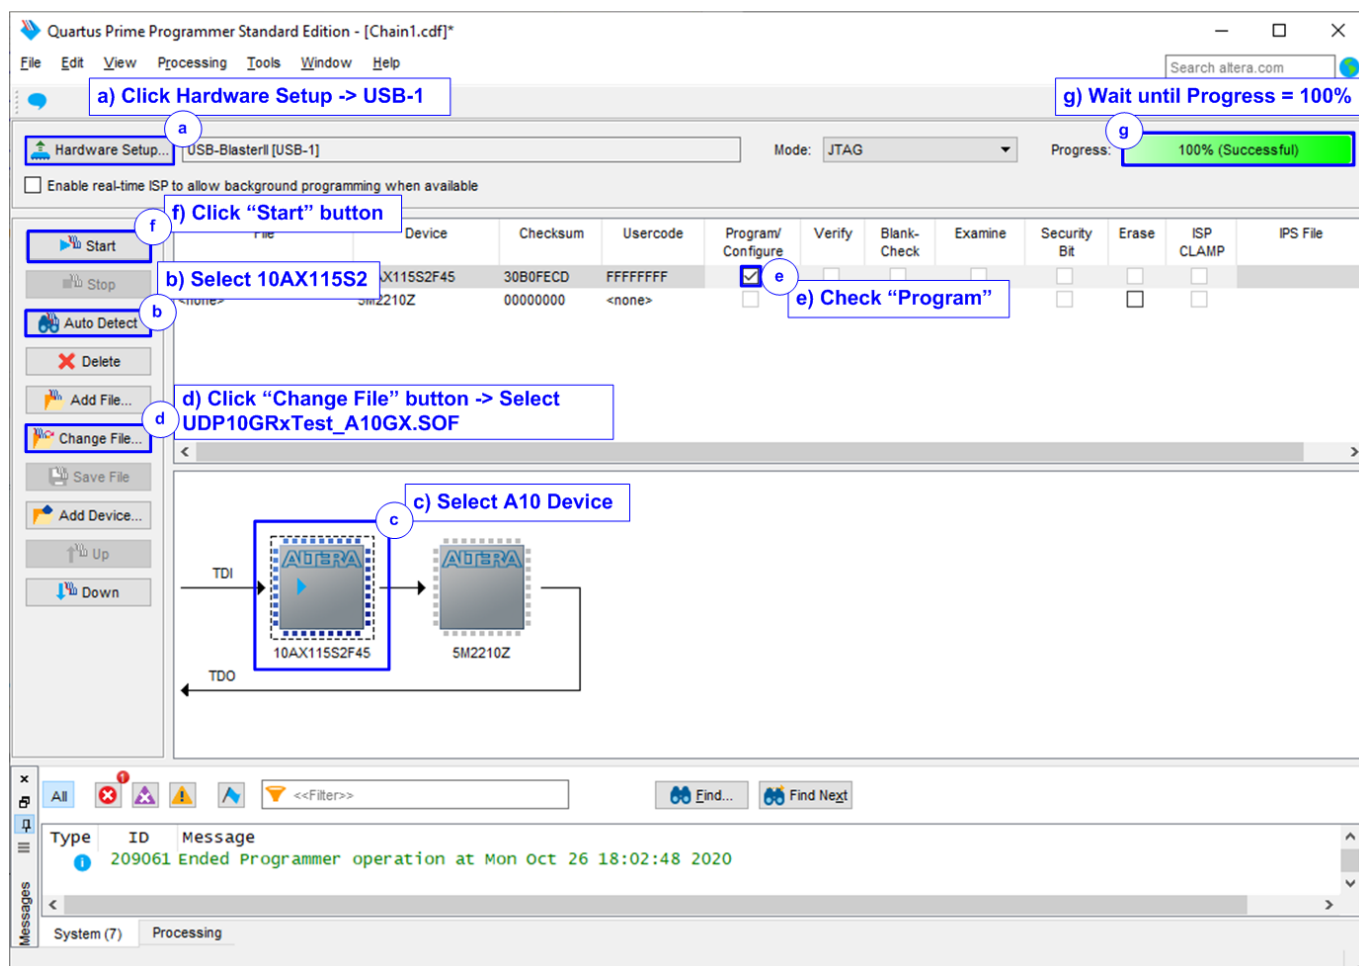 Quartus Prime Programmer Standard Edition - [Chain1.cdf]*
File Edit View Processing Tools Window Help
Search altera.com
a) Click Hardware Setup -> USB-1
g) Wait until Progress = 100%
a
g
Hardware Setup...
USB-BlasterII [USB-1]
Mode: JTAG
Progress: 100% (Successful)
Enable real-time ISP to allow background programming when available
f) Click “Start” button
f
Start
File Device Checksum Usercode Program/ Verify Blank- Examine Security Erase ISP IPS File
Configure Check Bit CLAMP
b) Select 10AX115S2
AX115S2F45 30B0FECD FFFFFFFF
e
Stop
<none> 5M2210Z 00000000 <none>
e) Check “Program”
b
Auto Detect
Delete
Add File...
d) Click “Change File” button -> Select
UDP10GRxTest_A10GX.SOF
d
Change File...
Save File
c) Select A10 Device
c
Add Device...
Up
Down
ALTERA
ALTERA
TDI
10AX115S2F45
5M2210Z
TDO
All
1
<<Filter>>
Find...
Find Next
Type ID Message
209061 Ended Programmer operation at Mon Oct 26 18:02:48 2020
Messages
System (7) Processing